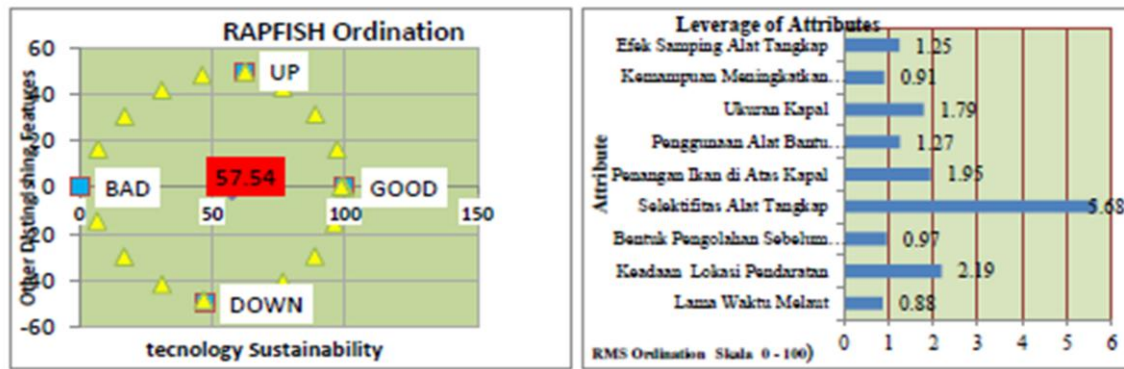 RAPFISH Ordination
60
40
20
0
-20
-40
-60
Other Distingishing Features
UP
BAD
57.54
GOOD
DOWN
0
50
100
150
tecnology Sustainability
Leverage of Attributes
Attribute
Efek Samping Alat Tangkap
1.25
Kemampuan Meningkatkan...
0.91
Ukuran Kapal
1.79
Penggunaan Alat Bantu...
1.27
Penangan Ikan di Atas Kapal
1.95
Selektifitas Alat Tangkap
5.68
Bentuk Pengolahan Sebelum...
0.97
Keadaan Lokasi Pendaratan
2.19
Lama Waktu Melaut
0.88
0 1 2 3 4 5 6
RMS Ordination Skala 0 - 100)